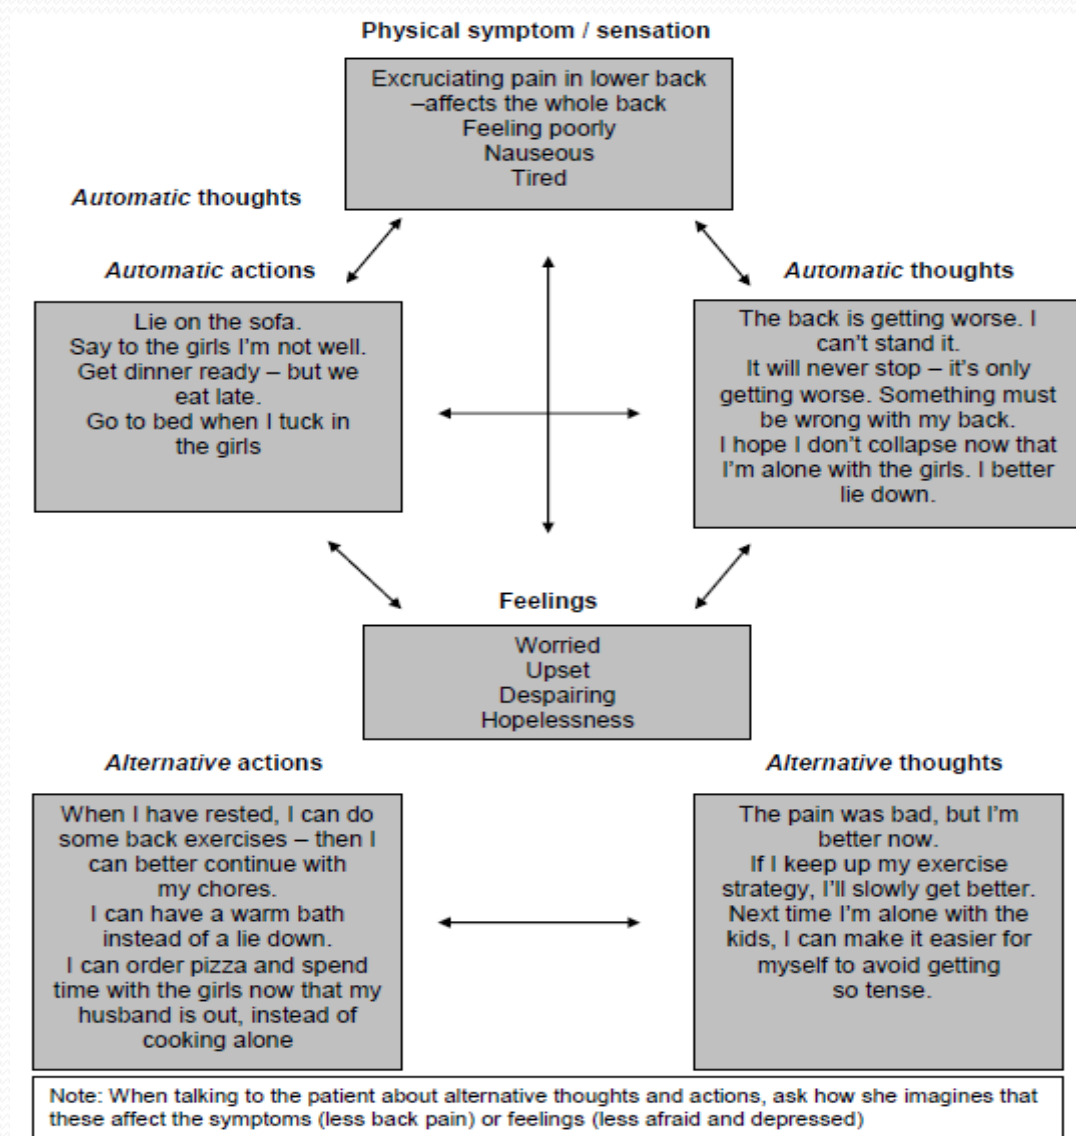 Physical symptom / sensation
Excruciating pain in lower back
–affects the whole back
Feeling poorly
Nauseous
Tired
Automatic thoughts
Automatic actions
Lie on the sofa.
Say to the girls I'm not well.
Get dinner ready – but we
eat late.
Go to bed when I tuck in
the girls
Automatic thoughts
The back is getting worse. I
can't stand it.
It will never stop – it's only
getting worse. Something must
be wrong with my back.
I hope I don't collapse now that
I'm alone with the girls. I better
lie down.
Feelings
Worried
Upset
Despairing
Hopelessness
Alternative actions
When I have rested, I can do
some back exercises – then I
can better continue with
my chores.
I can have a warm bath
instead of a lie down.
I can order pizza and spend
time with the girls now that my
husband is out, instead of
cooking alone
Alternative thoughts
The pain was bad, but I'm
better now.
If I keep up my exercise
strategy, I'll slowly get better.
Next time I'm alone with the
kids, I can make it easier for
myself to avoid getting
so tense.
Note: When talking to the patient about alternative thoughts and actions, ask how she imagines that
these affect the symptoms (less back pain) or feelings (less afraid and depressed)